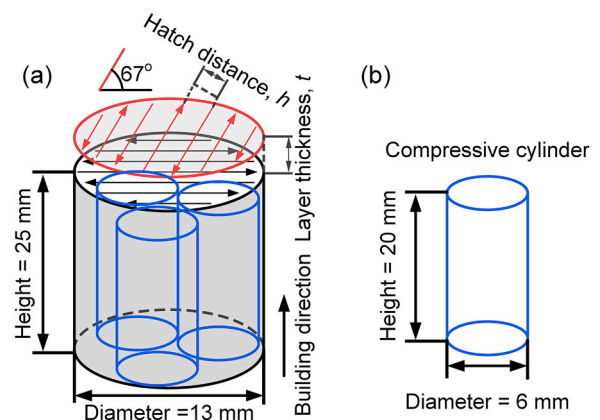 (a)
67°
Hatch distance, h
Layer thickness, t
Building direction
Height = 25 mm
Diameter =13 mm
(b)
Compressive cylinder
Height = 20 mm
Diameter = 6 mm